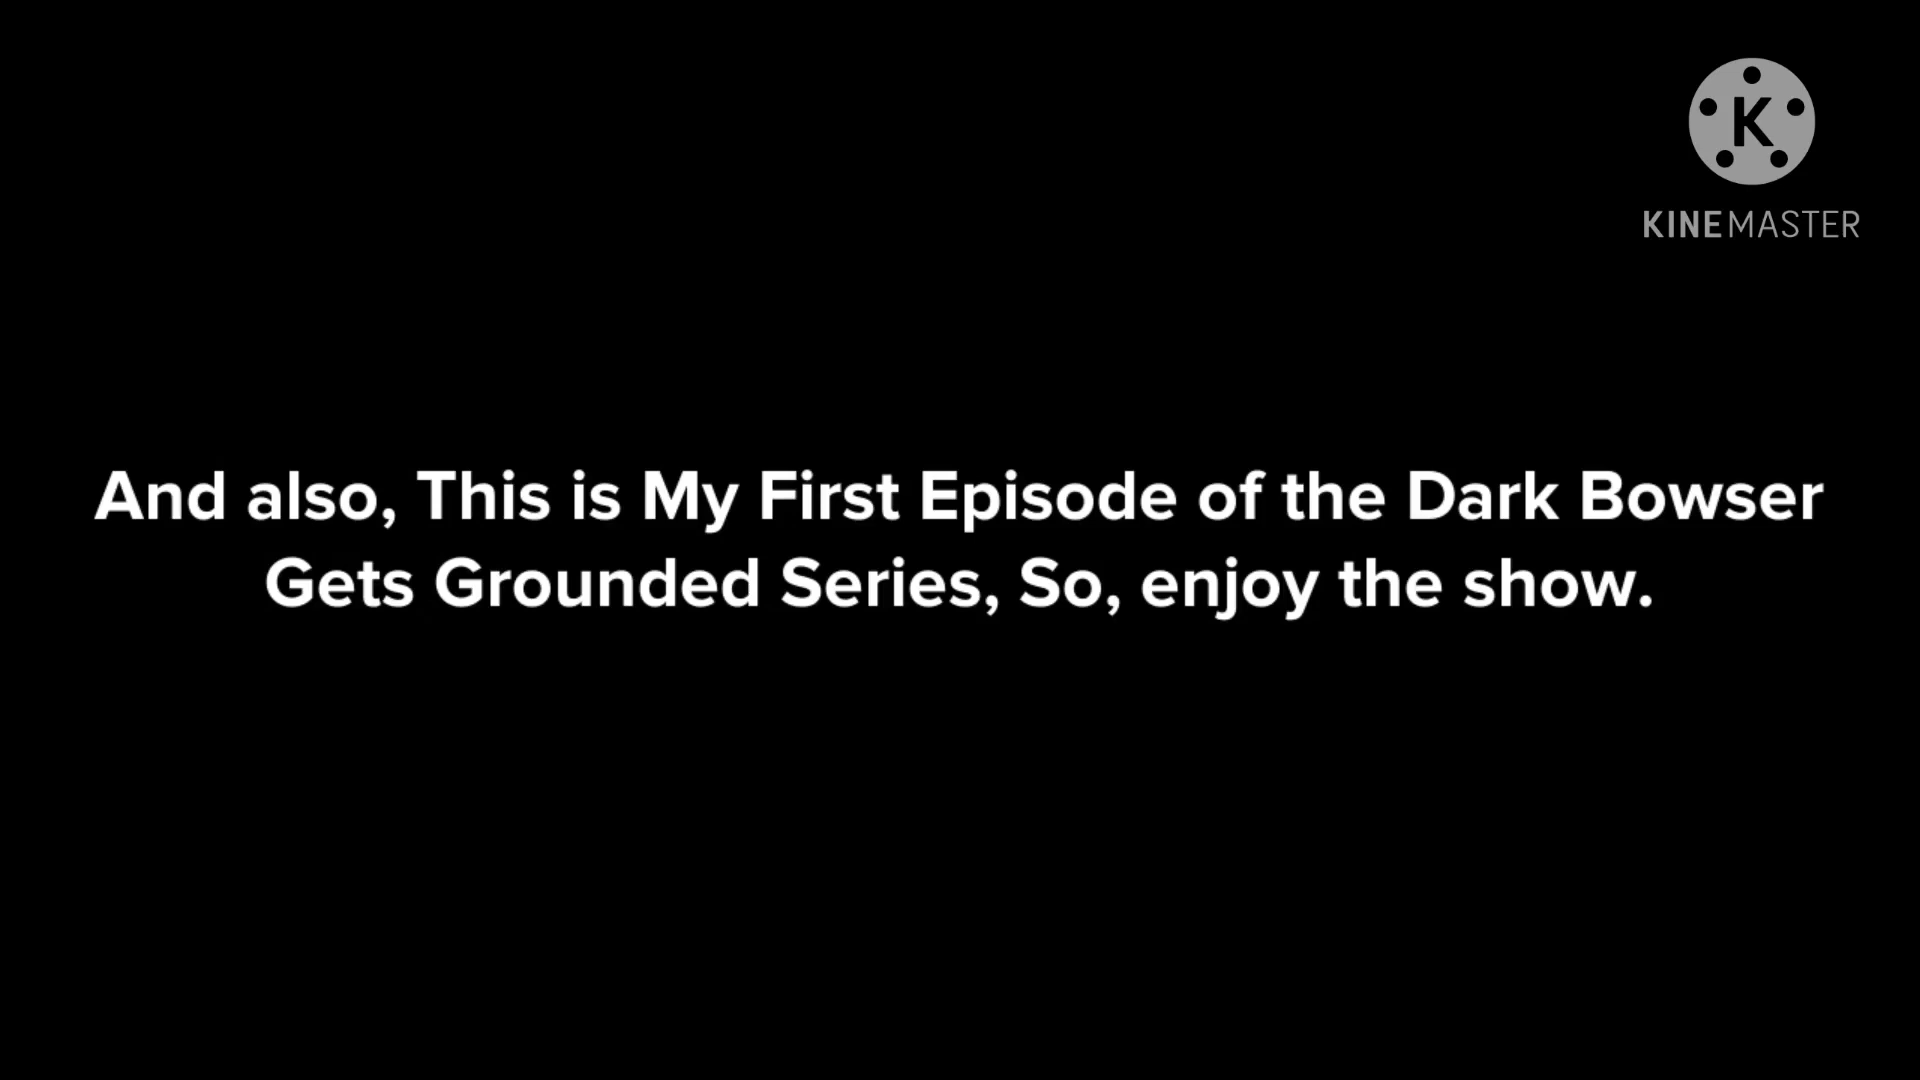 K
KINEMASTER
And also, This is My First Episode of the Dark Bowser
Gets Grounded Series, So, enjoy the show.